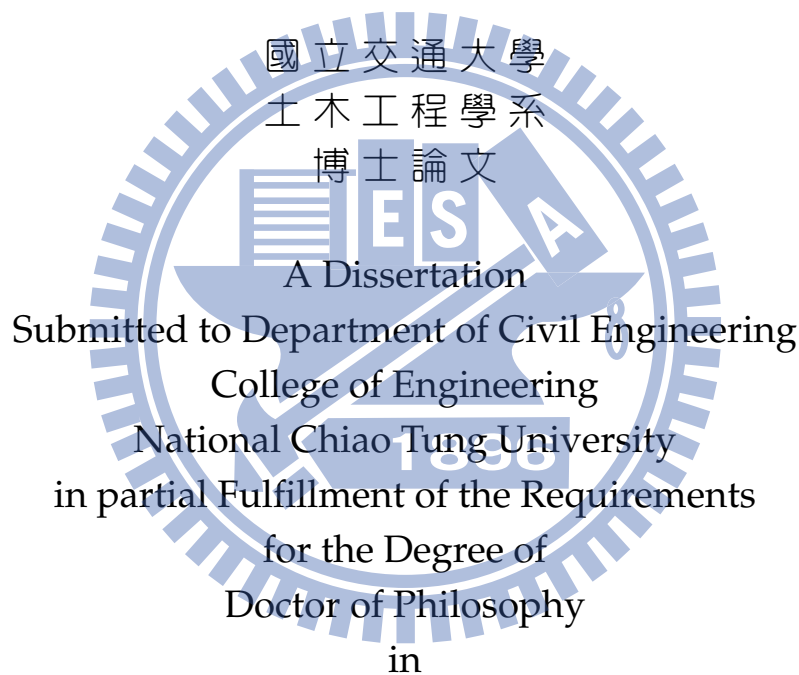 國立交通大學
土木工程學系
博士論文
E S A
A Dissertation
Submitted to Department of Civil Engineering
College of Engineering
National Chiao Tung University
1896
in partial Fulfillment of the Requirements
for the Degree of
Doctor of Philosophy
in